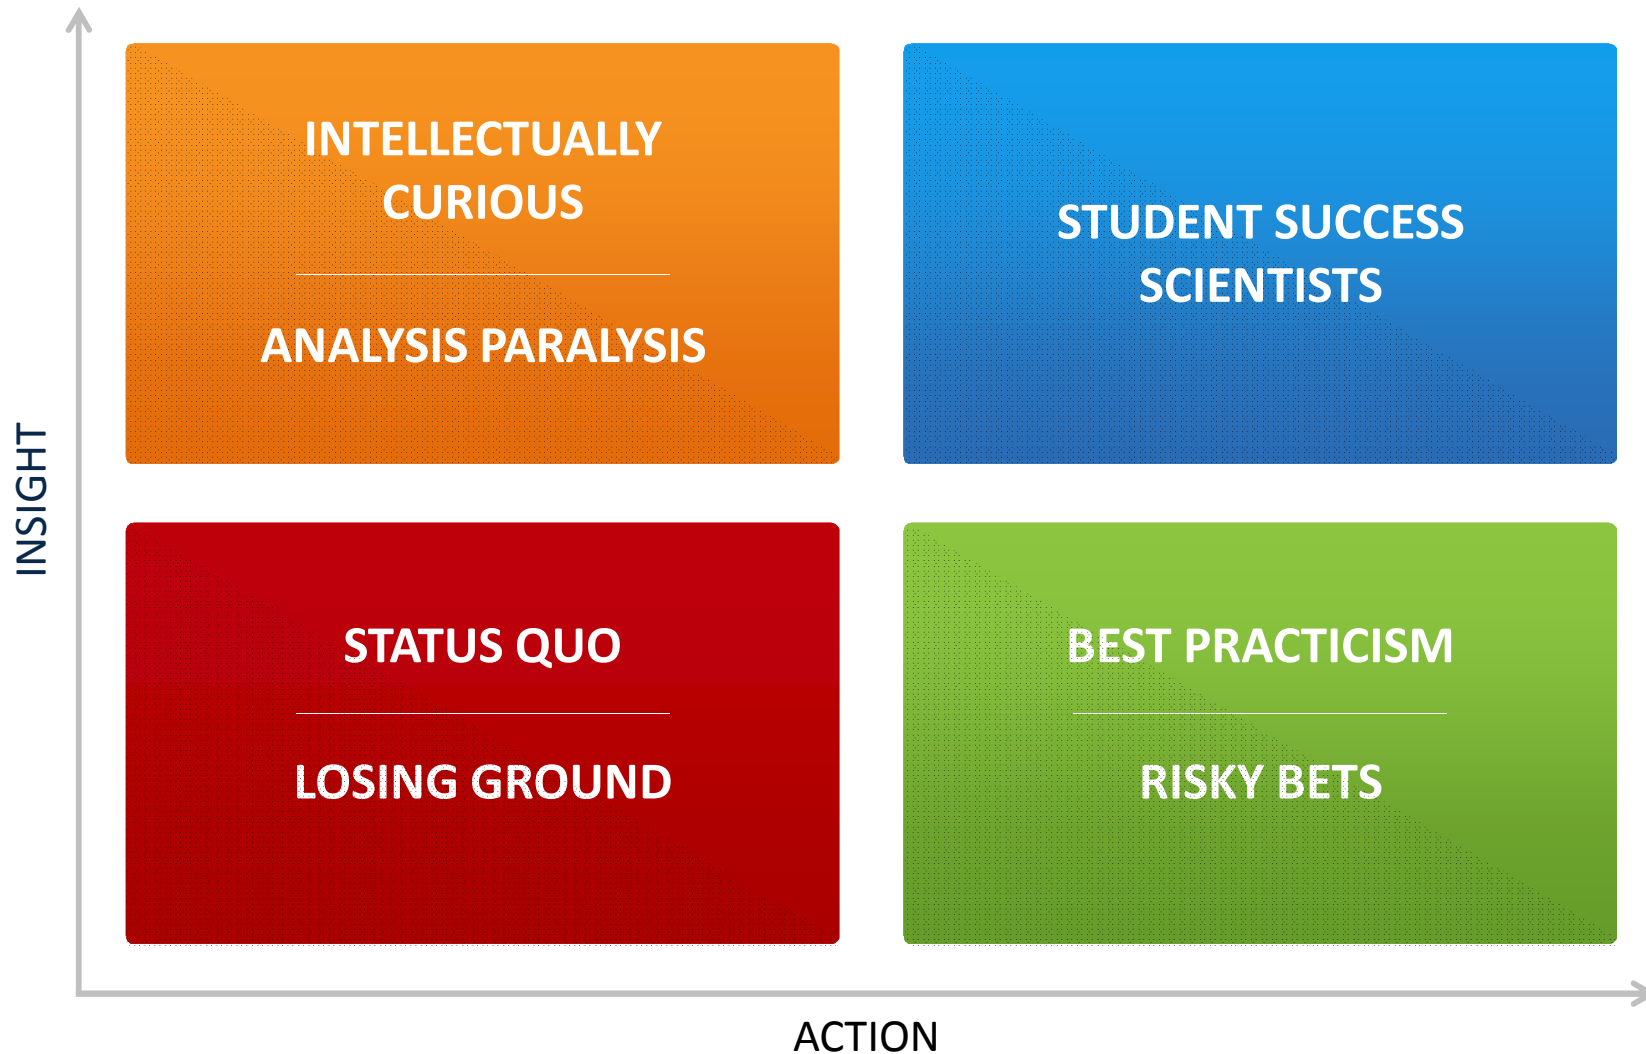 INTELLECTUALLY
CURIOUS
ANALYSIS PARALYSIS
STUDENT SUCCESS
SCIENTISTS
INSIGHT
STATUS QUO
LOSING GROUND
BEST PRACTICISM
RISKY BETS
ACTION